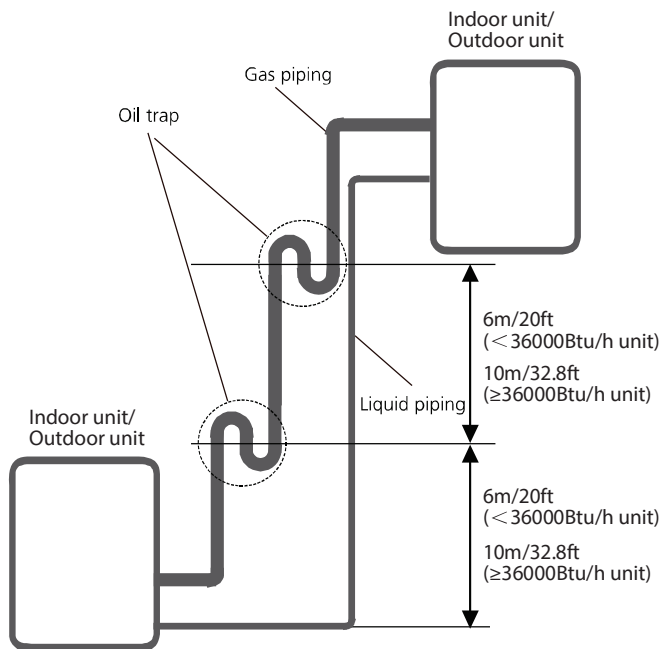 Indoor unit/
Outdoor unit
Gas piping
Oil trap
6m/20ft
(＜36000Btu/h unit)
10m/32.8ft
(≥36000Btu/h unit)
Liquid piping
Indoor unit/
Outdoor unit
6m/20ft
(＜36000Btu/h unit)
10m/32.8ft
(≥36000Btu/h unit)